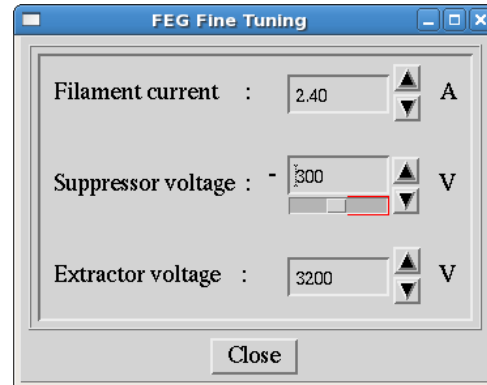 FEG Fine Tuning
Filament current : 2.40 A
Suppressor voltage : - 300 V
Extractor voltage : 3200 V
Close